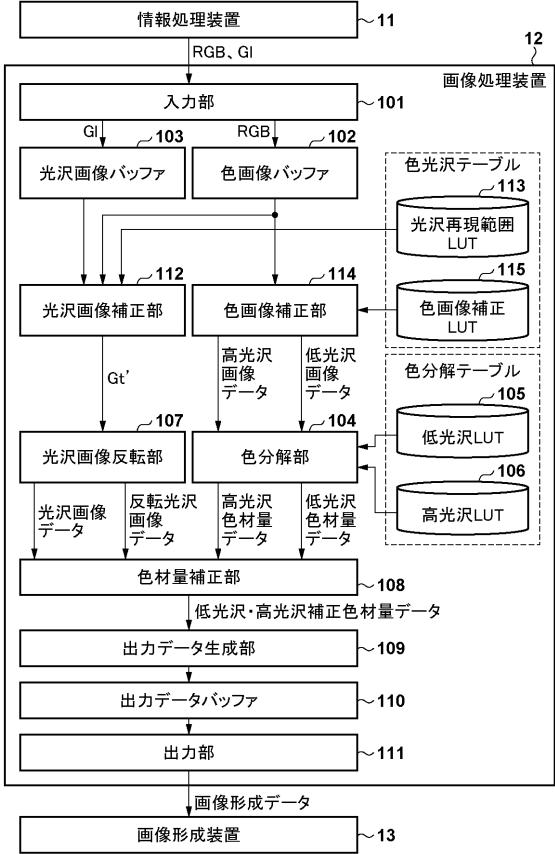 情報処理装置
11
RGB、Gl
12
画像処理装置
入力部
101
Gl
103
RGB
102
光沢画像バッファ
色画像バッファ
色光沢テーブル
113
光沢再現範囲
LUT
112
114
115
光沢画像補正部
色画像補正部
色画像補正
LUT
高光沢
画像
データ
低光沢
画像
データ
Gt’
色分解テーブル
105
低光沢LUT
107
104
光沢画像反転部
色分解部
106
高光沢LUT
光沢画像
データ
反転光沢
画像
データ
高光沢
色材量
データ
低光沢
色材量
データ
色材量補正部
108
低光沢・高光沢補正色材量データ
出力データ生成部
109
出力データバッファ
110
出力部
111
画像形成データ
画像形成装置
13